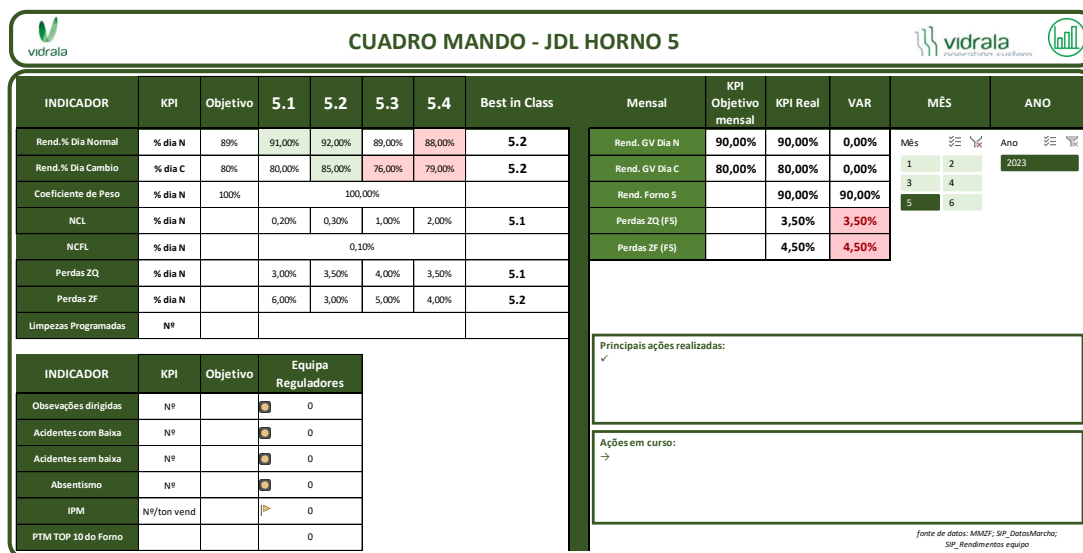 vidrala
CUADRO MANDO - JDL HORNO 5
vidrala
operating system
INDICADOR KPI Objetivo 5.1 5.2 5.3 5.4 Best in Class
Rend.% Dia Normal % dia N 89% 91,00% 92,00% 89,00% 88,00% 5.2
Rend.% Dia Cambio % dia C 80% 80,00% 85,00% 76,00% 79,00% 5.2
Coeficiente de Peso % dia N 100% 100,00%
NCL % dia N 0,20% 0,30% 1,00% 2,00% 5.1
NCFL % dia N 0,10%
Perdas ZQ % dia N 3,00% 3,50% 4,00% 3,50% 5.1
Perdas ZF % dia N 6,00% 3,00% 5,00% 4,00% 5.2
Limpezas Programadas Nº
INDICADOR KPI Objetivo Equipa
Reguladores
Obsevações dirigidas Nº 0
Acidentes com Baixa Nº 0
Acidentes sem baixa Nº 0
Absentismo Nº 0
IPM Nº/ton vend 0
PTM TOP 10 do Forno 0
Mensal KPI
Objetivo
mensal KPI Real VAR MÊS ANO
Rend. GV Dia N 90,00% 90,00% 0,00%
Rend. GV Dia C 80,00% 80,00% 0,00%
Rend. Forno 5 90,00% 90,00%
Perdas ZQ (F5) 3,50% 3,50%
Perdas ZF (F5) 4,50% 4,50%
Mês
1 2
3 4
5 6
Ano
2023
Principais ações realizadas:
✓
Ações em curso:
→
fonte de datos: MMZF; SIP_DatosMarcha;
SIP_Rendimentos equipo